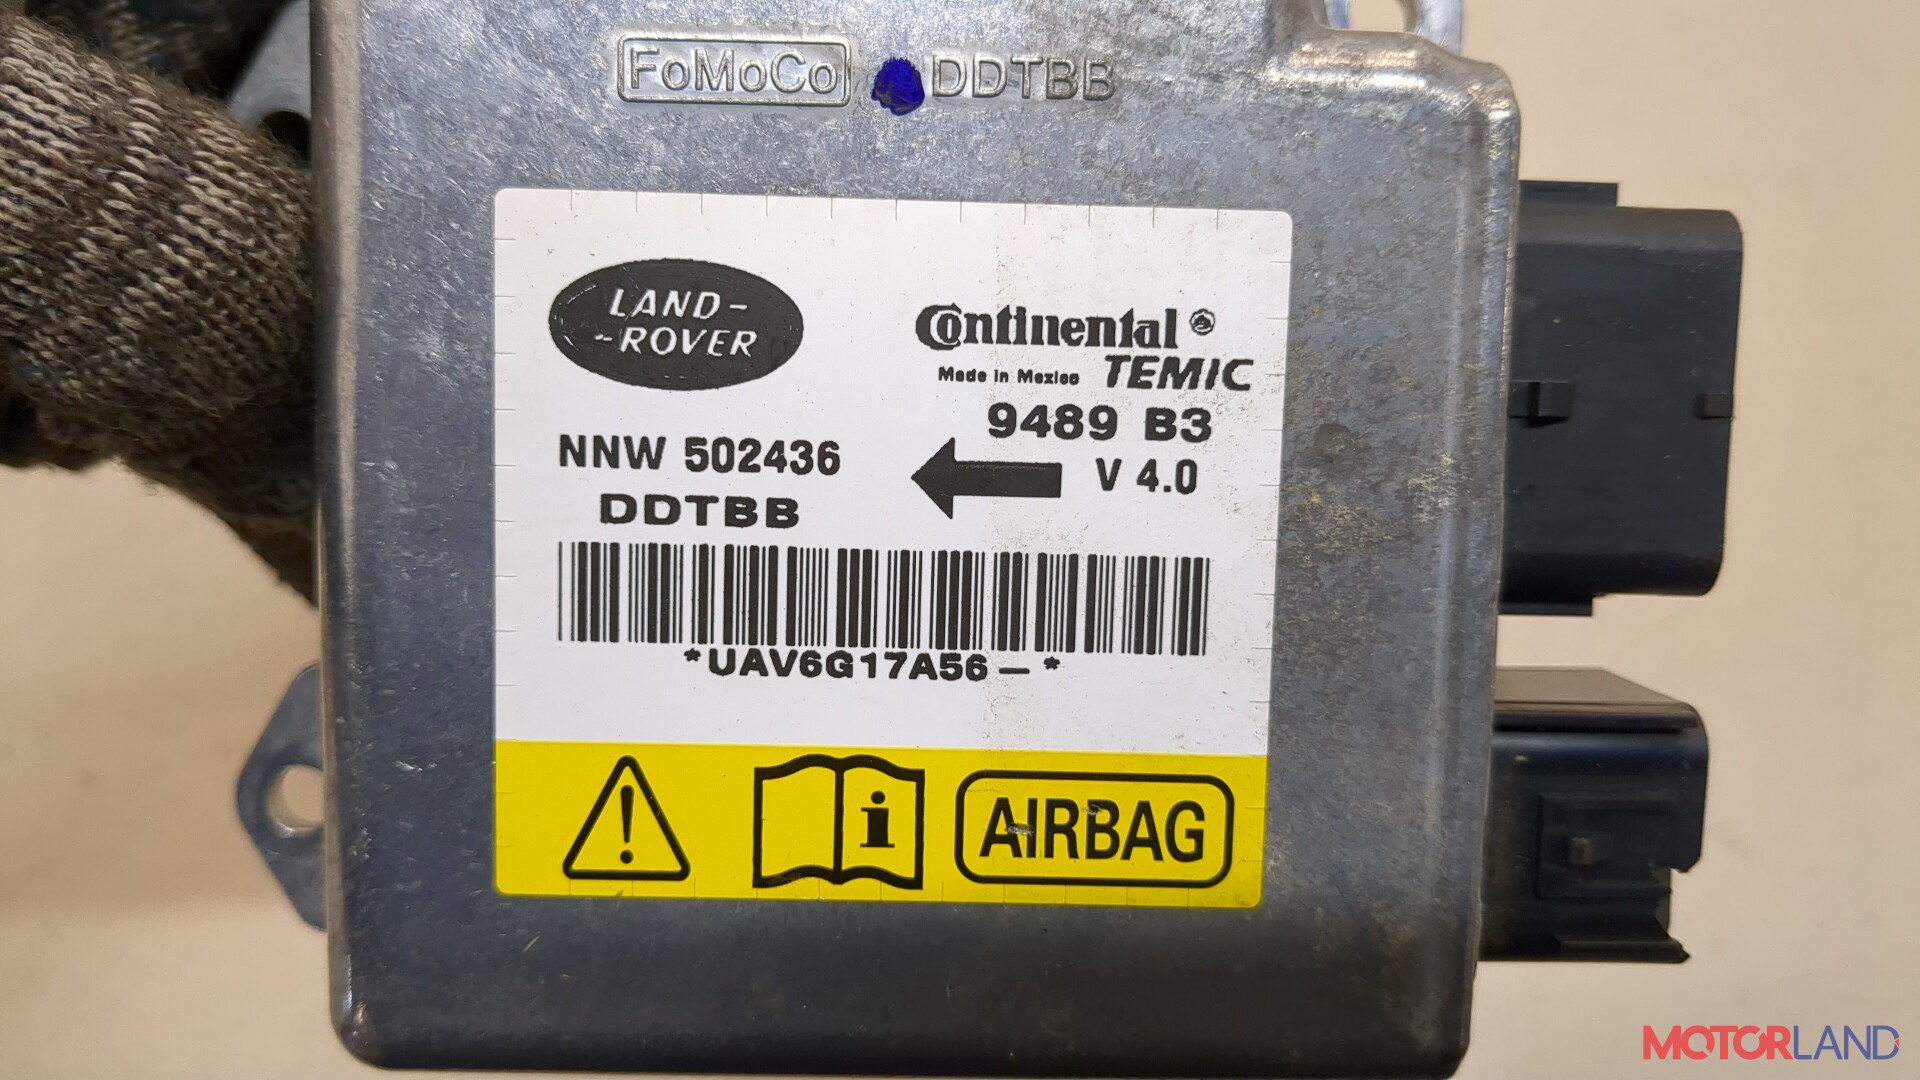 FoMoCo DDTBB
LAND-
-ROVER
Continental
Made in Mexico TEMIC
9489 B3
NNW 502436
V 4.0
DDTBB
*UAV6G17A56-*
! i AIRBAG
MOTORLAND